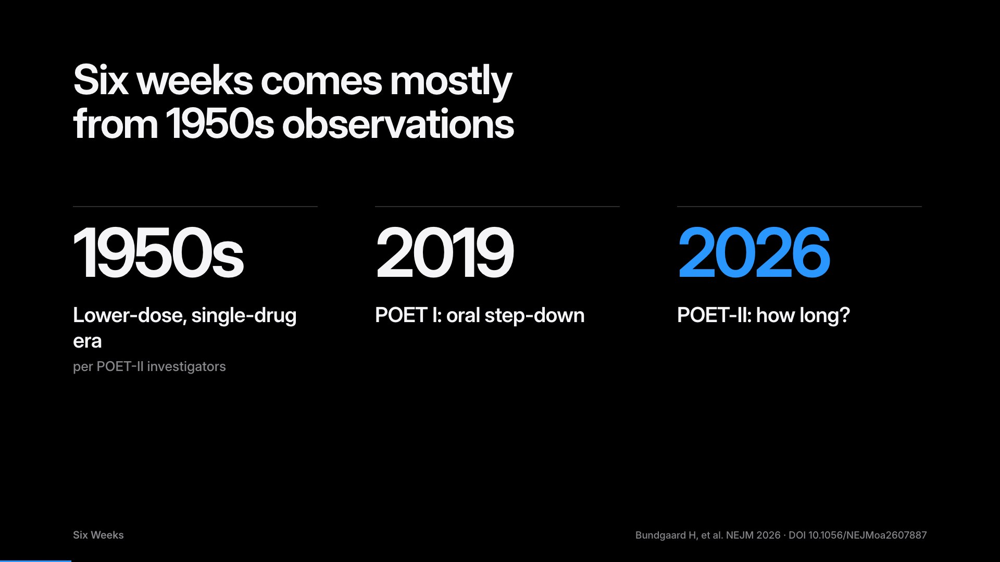 Six weeks comes mostly
from 1950s observations
1950s
Lower-dose, single-drug
era
per POET-II investigators
2019
POET I: oral step-down
2026
POET-II: how long?
Six Weeks
Bundgaard H, et al. NEJM 2026 · DOI 10.1056/NEJMoa2607887